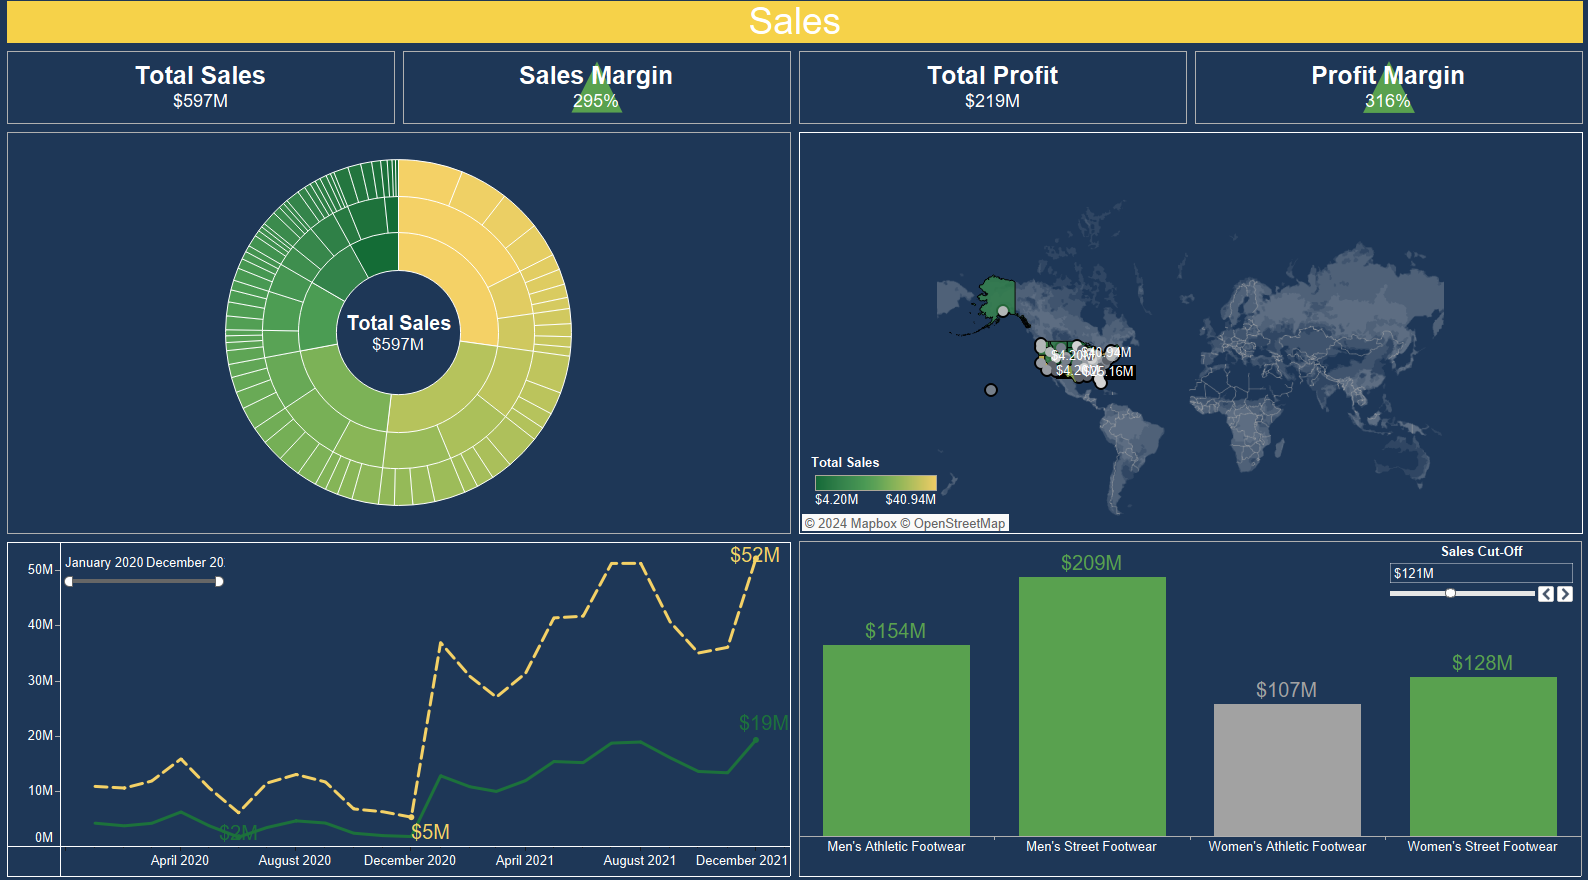 Sales
Total Sales
$597M
Sales Margin
295%
Total Profit
$219M
Profit Margin
316%
Total Sales
$597M
$4.20M
$40.94M
$25.16M
Total Sales
$4.20M
$40.94M
© 2024 Mapbox © OpenStreetMap
January 2020 December 20
50M
40M
30M
20M
10M
0M
$52M
$19M
$2M
$5M
April 2020
August 2020
December 2020
April 2021
August 2021
December 2021
Sales Cut-Off
$121M
$154M
$209M
$107M
$128M
Men's Athletic Footwear
Men's Street Footwear
Women's Athletic Footwear
Women's Street Footwear